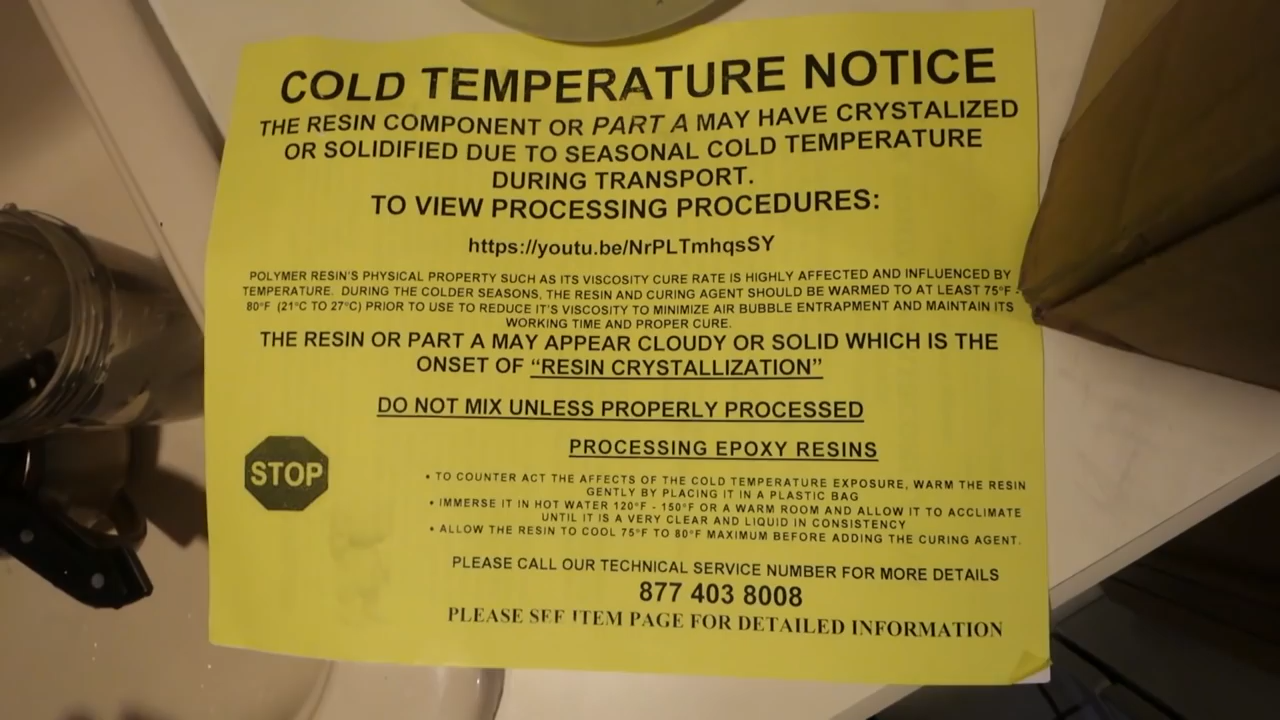 COLD TEMPERATURE NOTICE
THE RESIN COMPONENT OR PART A MAY HAVE CRYSTALIZED
OR SOLIDIFIED DUE TO SEASONAL COLD TEMPERATURE
DURING TRANSPORT.
TO VIEW PROCESSING PROCEDURES:
https://youtu.be/NrPLTmhqsSY
POLYMER RESIN'S PHYSICAL PROPERTY SUCH AS ITS VISCOSITY CURE RATE IS HIGHLY AFFECTED AND INFLUENCED BY
TEMPERATURE. DURING THE COLDER SEASONS, THE RESIN AND CURING AGENT SHOULD BE WARMED TO AT LEAST 75°F -
80°F (21°C TO 27°C) PRIOR TO USE TO REDUCE IT'S VISCOSITY TO MINIMIZE AIR BUBBLE ENTRAPMENT AND MAINTAIN ITS
WORKING TIME AND PROPER CURE.
THE RESIN OR PART A MAY APPEAR CLOUDY OR SOLID WHICH IS THE
ONSET OF “RESIN CRYSTALLIZATION”
DO NOT MIX UNLESS PROPERLY PROCESSED
PROCESSING EPOXY RESINS
STOP
• TO COUNTER ACT THE AFFECTS OF THE COLD TEMPERATURE EXPOSURE, WARM THE RESIN
GENTLY BY PLACING IT IN A PLASTIC BAG
• IMMERSE IT IN HOT WATER 120°F - 150°F OR A WARM ROOM AND ALLOW IT TO ACCLIMATE
UNTIL IT IS A VERY CLEAR AND LIQUID IN CONSISTENCY
• ALLOW THE RESIN TO COOL 75°F TO 80°F MAXIMUM BEFORE ADDING THE CURING AGENT.
PLEASE CALL OUR TECHNICAL SERVICE NUMBER FOR MORE DETAILS
877 403 8008
PLEASE SEE ITEM PAGE FOR DETAILED INFORMATION